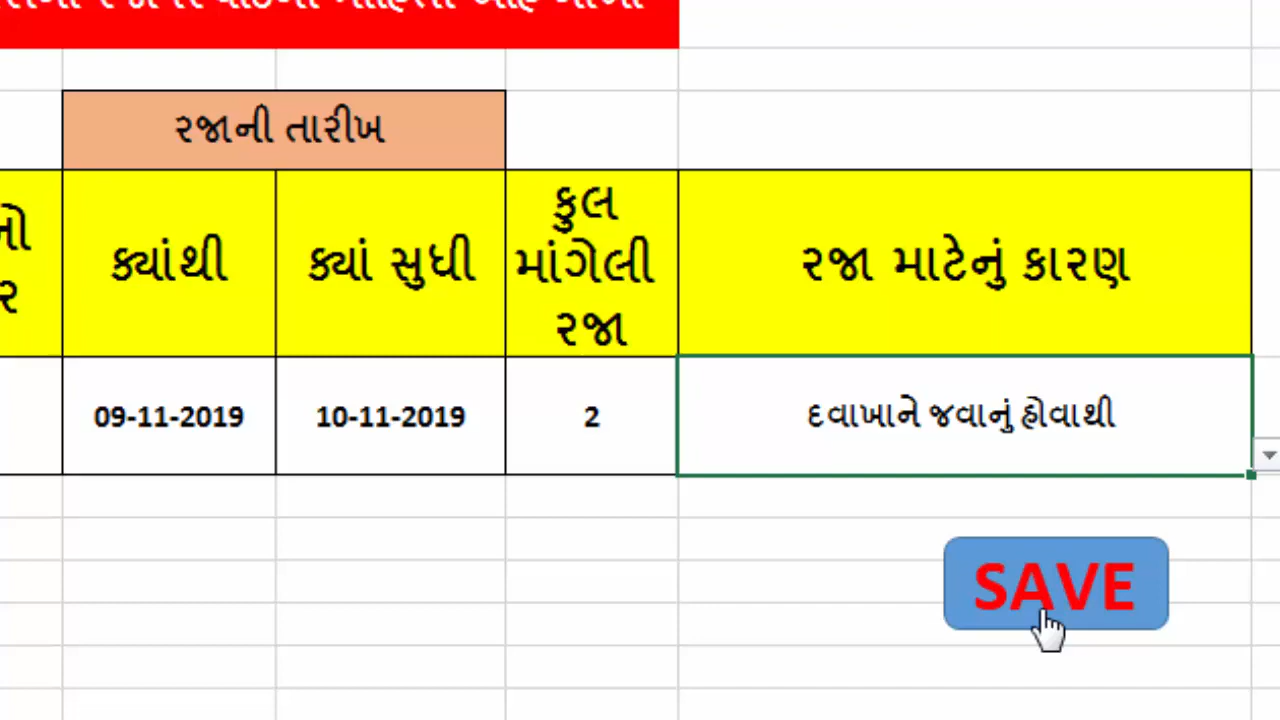 રજાની તારીખ
ક્યાંથી
ક્યાં સુધી
કુલ
માંગેલી
રજા
રજા માટેનું કારણ
09-11-2019
10-11-2019
2
દવાખાને જવાનું હોવાથી
SAVE